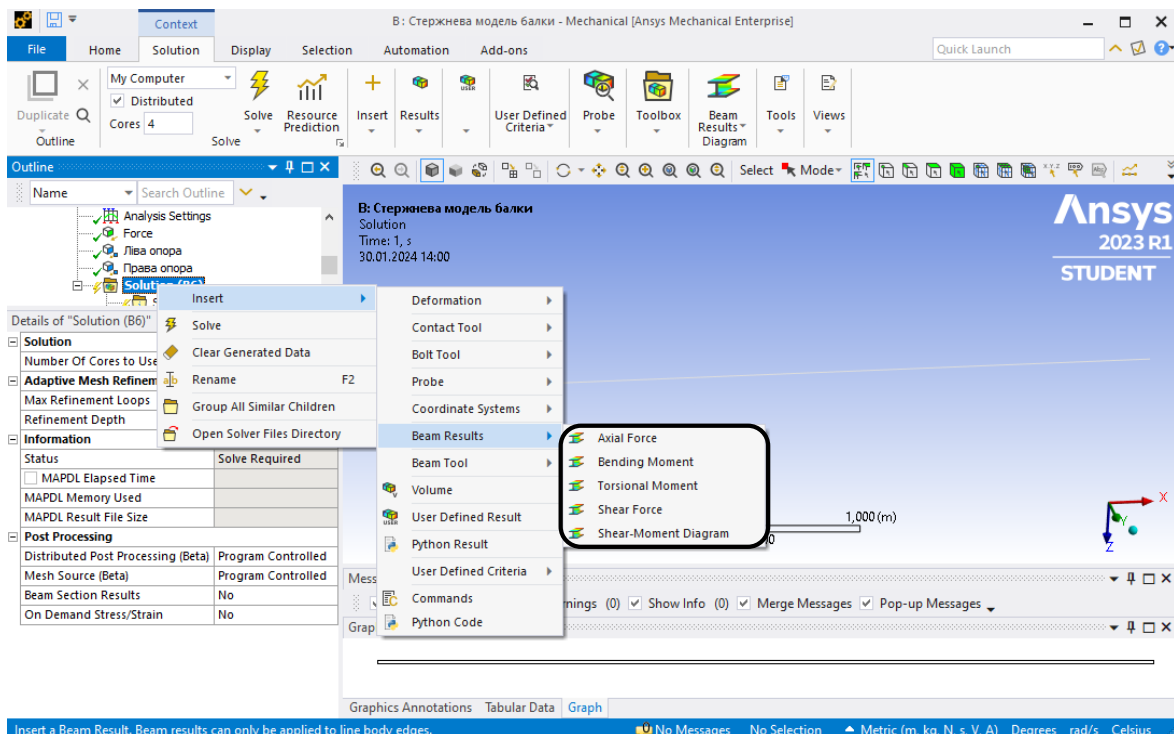 Context
B: Стержнева модель балки - Mechanical [Ansys Mechanical Enterprise]
File Home Solution Display Selection Automation Add-ons Quick Launch
My Computer
Distributed
Cores 4
Duplicate
Outline
Solve
Resource Prediction
Solve
Insert
Results
USER
User Defined Criteria
Probe
Toolbox
Beam Results
Diagram
Tools
Views
Outline
Name Search Outline
Select Mode
Analysis Settings
Force
Ліва опора
Права опора
Solution (B6)
B: Стержнева модель балки
Solution
Time: 1, s
30.01.2024 14:00
Ansys
2023 R1
STUDENT
Insert
Solve
Clear Generated Data
Rename F2
Group All Similar Children
Open Solver Files Directory
Deformation
Contact Tool
Bolt Tool
Probe
Coordinate Systems
Beam Results
Beam Tool
Volume
User Defined Result
Python Result
User Defined Criteria
Commands
Python Code
Axial Force
Bending Moment
Torsional Moment
Shear Force
Shear-Moment Diagram
Details of "Solution (B6)"
Solution
Number Of Cores to Use
Adaptive Mesh
Max Refinement Loops
Refinement Depth
Information
Status Solve Required
MAPDL Elapsed Time
MAPDL Memory Used
MAPDL Result File Size
Post Processing
Distributed Post Processing (Beta) Program Controlled
Mesh Source (Beta) Program Controlled
Beam Section Results No
On Demand Stress/Strain No
1,000 (m)
X
Y
Z
(0) Show Info (0) Merge Messages Pop-up Messages
Graphics Annotations Tabular Data Graph
Insert a Beam Result. Beam results can only be applied to line body edges.
0 No Messages No Selection Metric (m, kg, N, s, V, A) Degrees rad/s Celsius